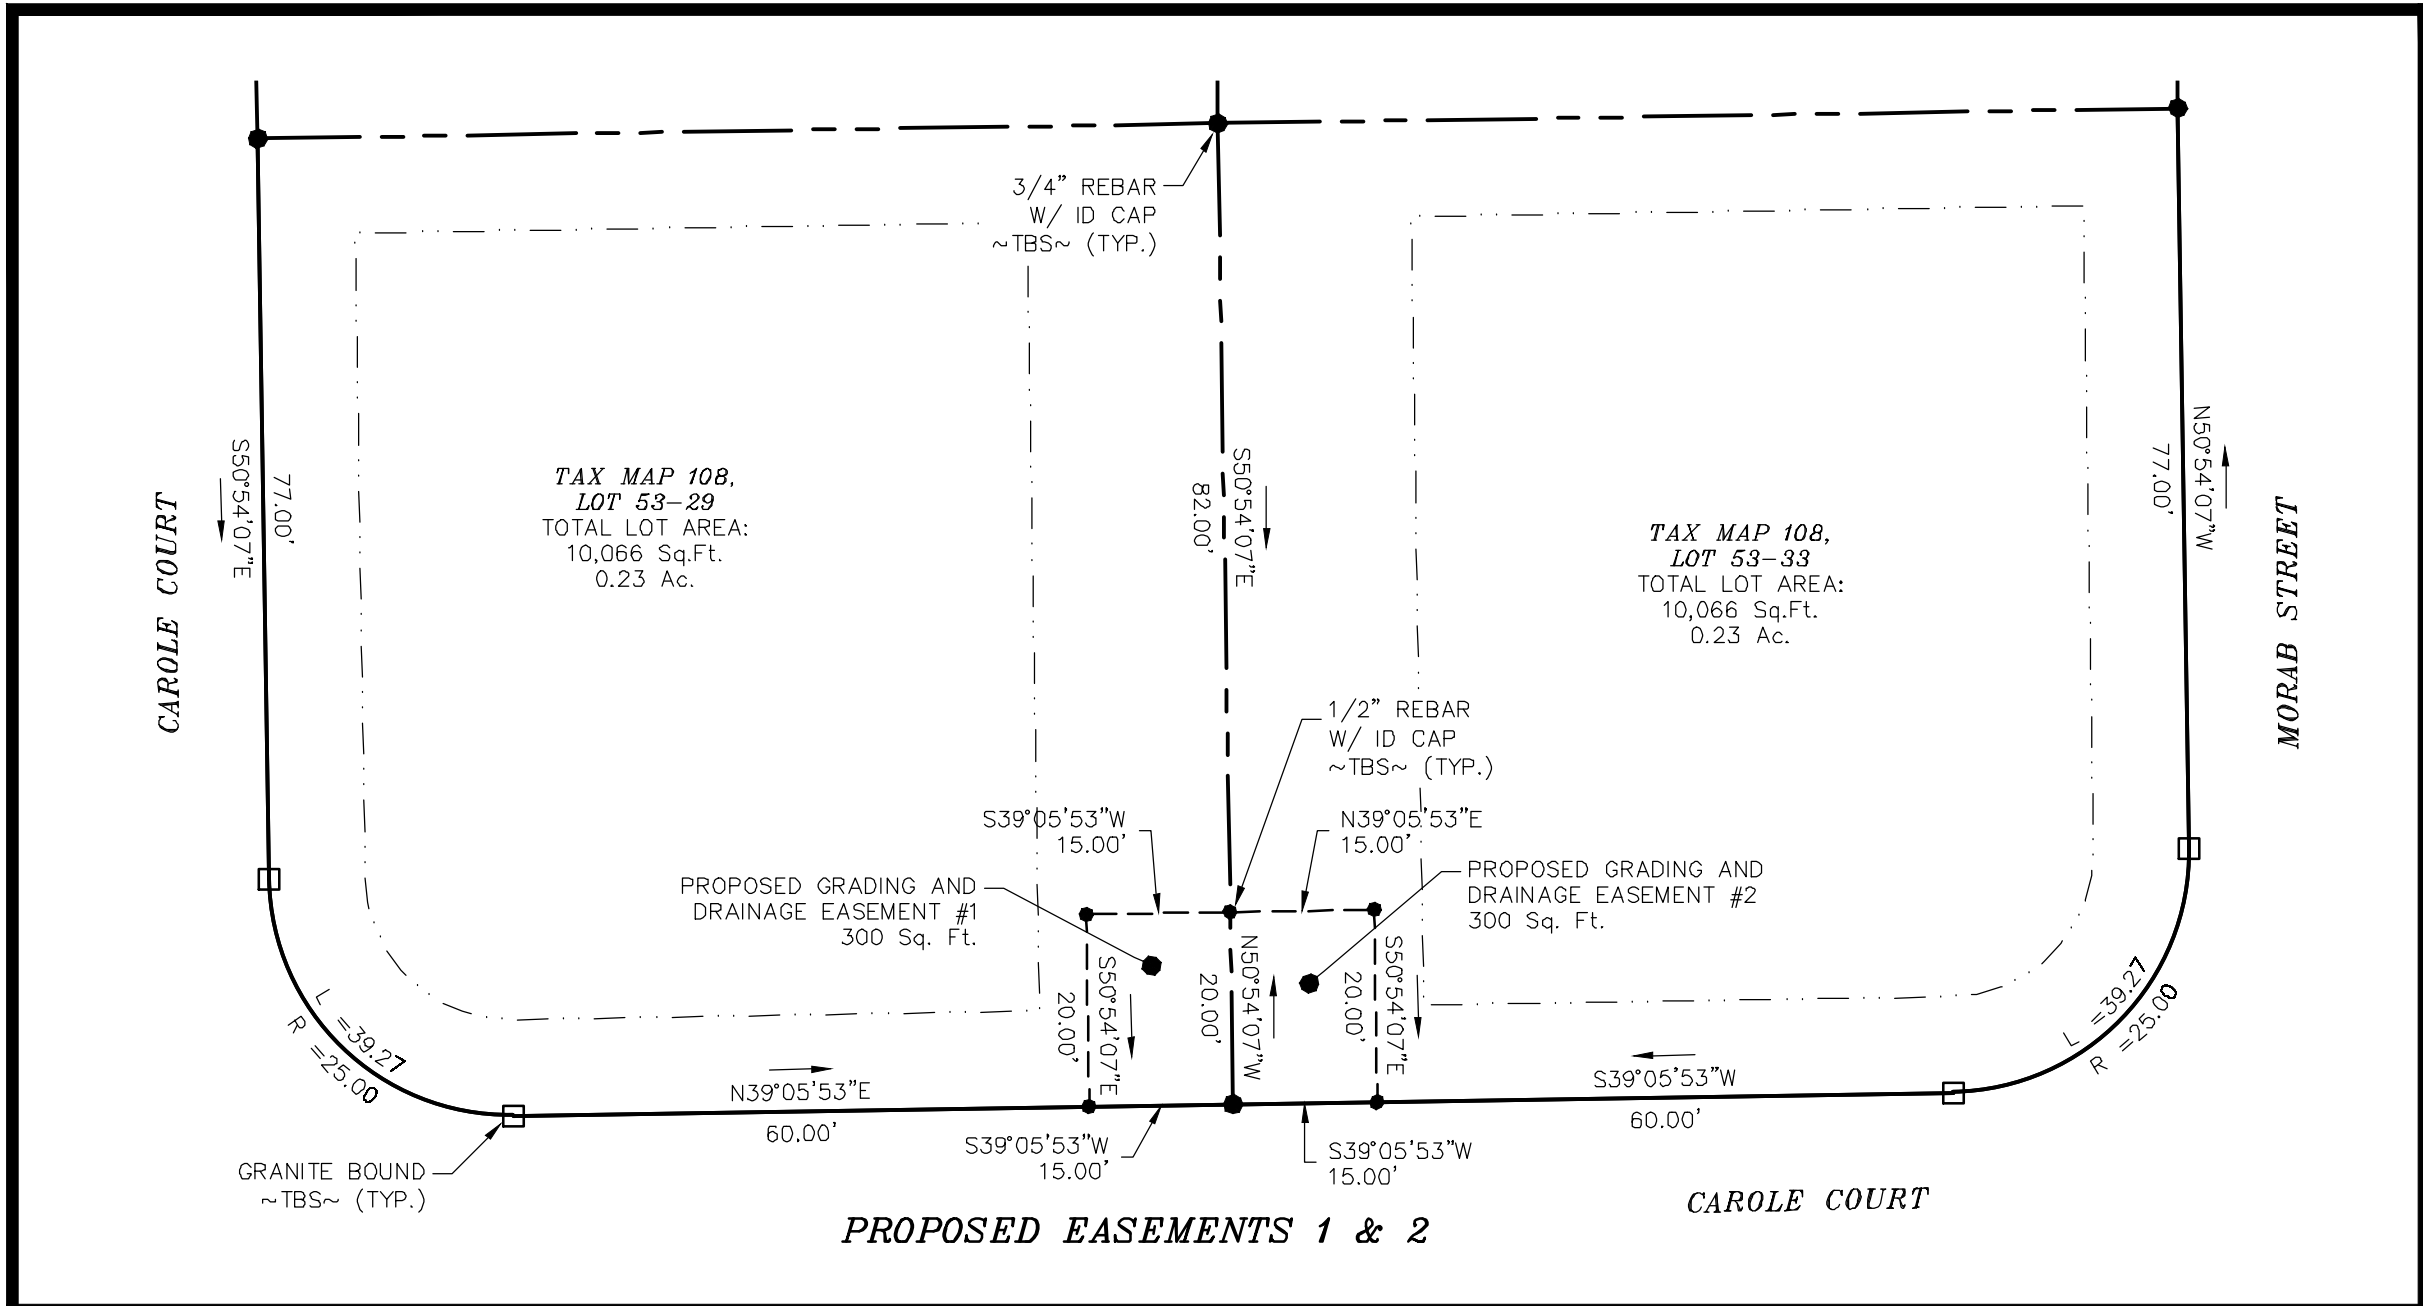 3/4" REBAR
W/ ID CAP
~TBS~ (TYP.)
CAROLE COURT
S50°54'07"E
77.00'
TAX MAP 108,
LOT 53-29
TOTAL LOT AREA:
10,066 Sq.Ft.
0.23 Ac.
S50°54'07"E
82.00'
TAX MAP 108,
LOT 53-33
TOTAL LOT AREA:
10,066 Sq.Ft.
0.23 Ac.
N50°54'07"W
77.00'
MORAB STREET
1/2" REBAR
W/ ID CAP
~TBS~ (TYP.)
S39°05'53"W
15.00'
N39°05'53"E
15.00'
PROPOSED GRADING AND
DRAINAGE EASEMENT #1
300 Sq. Ft.
PROPOSED GRADING AND
DRAINAGE EASEMENT #2
300 Sq. Ft.
S50°54'07"E
20.00'
N50°54'07"W
20.00'
S50°54'07"E
20.00'
L =39.27
R =25.00
L =39.27
R =25.00
N39°05'53"E
60.00'
S39°05'53"W
60.00'
S39°05'53"W
15.00'
S39°05'53"W
15.00'
GRANITE BOUND
~TBS~ (TYP.)
CAROLE COURT
PROPOSED EASEMENTS 1 & 2